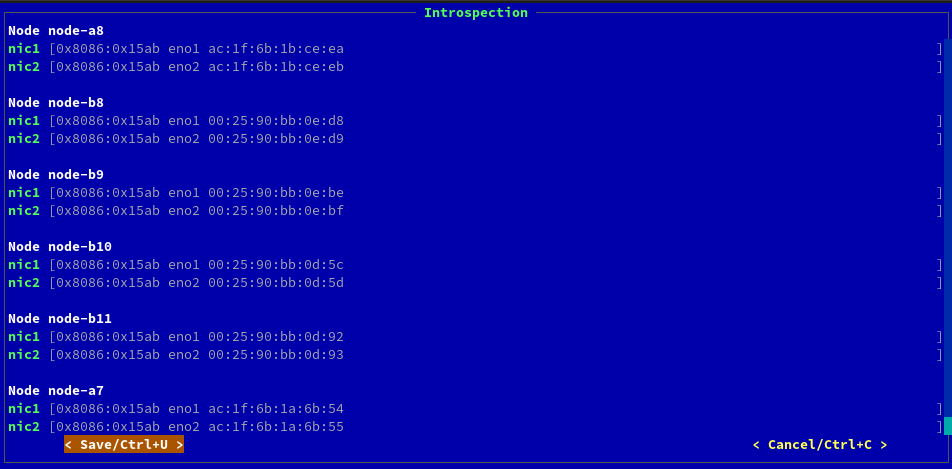 Introspection
Node node-a8
nic1 [0x8086:0x15ab eno1 ac:1f:6b:1b:ce:ea ]
nic2 [0x8086:0x15ab eno2 ac:1f:6b:1b:ce:eb ]
Node node-b8
nic1 [0x8086:0x15ab eno1 00:25:90:bb:0e:d8 ]
nic2 [0x8086:0x15ab eno2 00:25:90:bb:0e:d9 ]
Node node-b9
nic1 [0x8086:0x15ab eno1 00:25:90:bb:0e:be ]
nic2 [0x8086:0x15ab eno2 00:25:90:bb:0e:bf ]
Node node-b10
nic1 [0x8086:0x15ab eno1 00:25:90:bb:0d:5c ]
nic2 [0x8086:0x15ab eno2 00:25:90:bb:0d:5d ]
Node node-b11
nic1 [0x8086:0x15ab eno1 00:25:90:bb:0d:92 ]
nic2 [0x8086:0x15ab eno2 00:25:90:bb:0d:93 ]
Node node-a7
nic1 [0x8086:0x15ab eno1 ac:1f:6b:1a:6b:54 ]
nic2 [0x8086:0x15ab eno2 ac:1f:6b:1a:6b:55 ]
< Save/Ctrl+U > < Cancel/Ctrl+C >